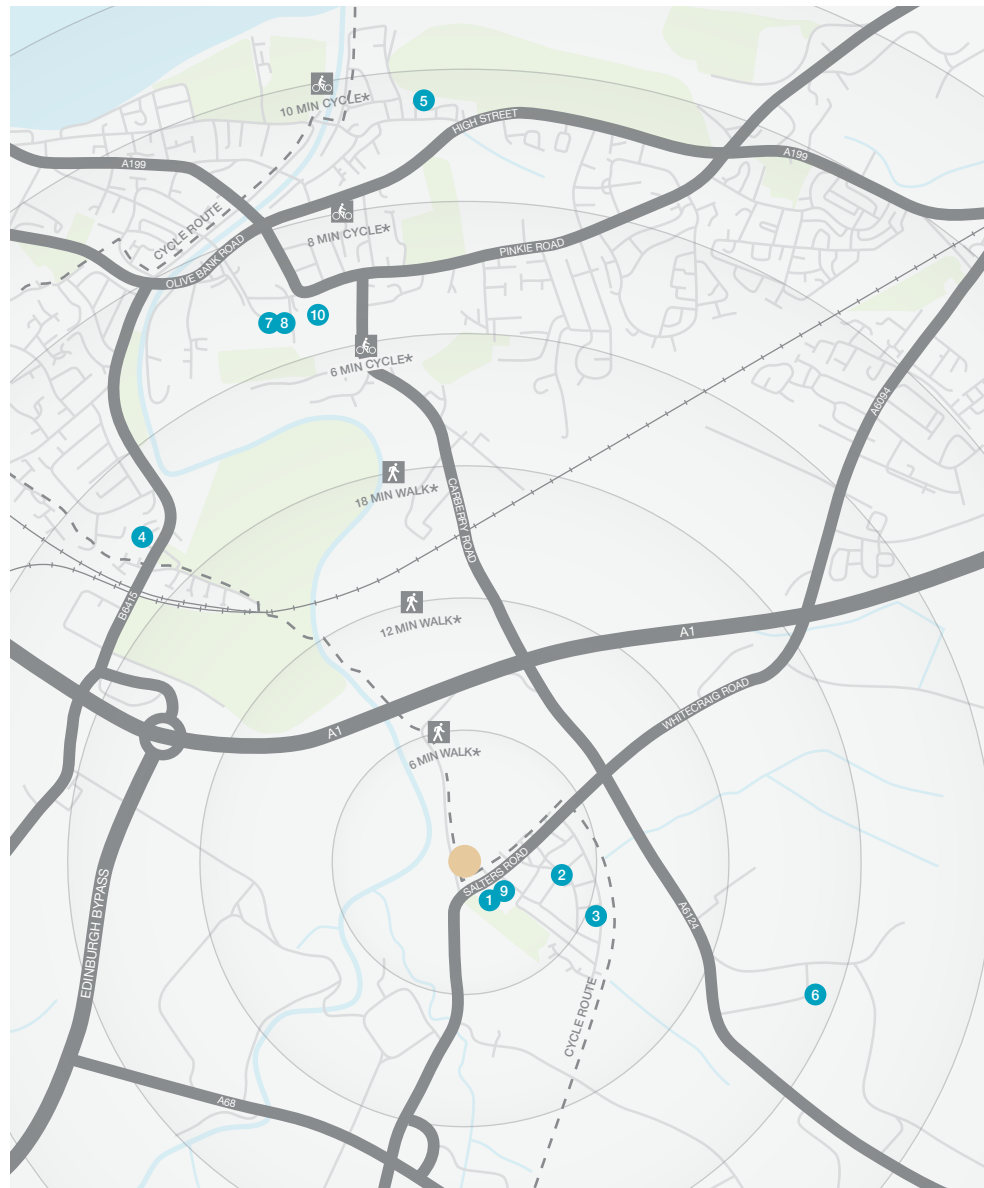 10 MIN CYCLE*
5
HIGH STREET
A199
A199
CYCLE ROUTE
8 MIN CYCLE*
OLIVE BANK ROAD
PINKIE ROAD
7
8
10
6 MIN CYCLE*
A6094
18 MIN WALK*
CARBERRY ROAD
4
B6415
12 MIN WALK*
A1
WHITECRAIG ROAD
A1
6 MIN WALK*
SALTERS ROAD
2
9
1
3
A6124
EDINBURGH BYPASS
6
CYCLE ROUTE
A68